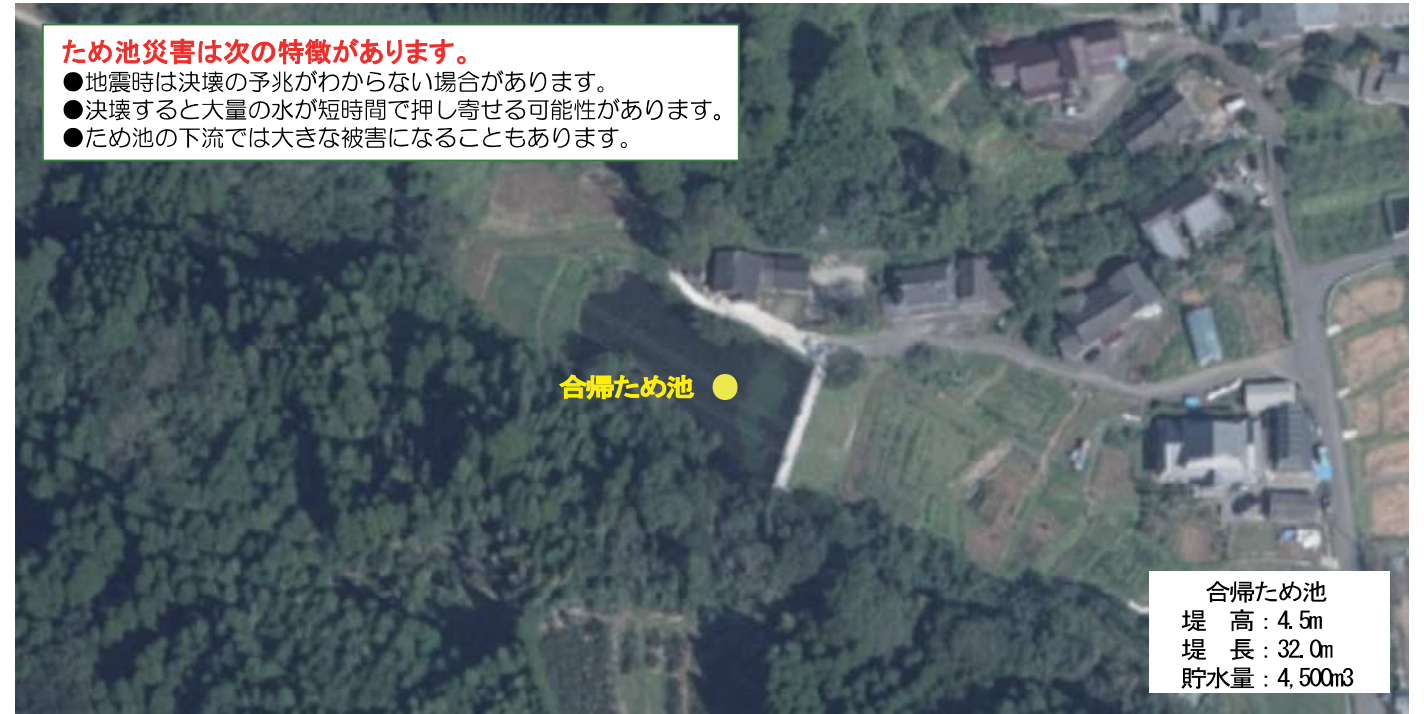 ため池災害は次の特徴があります。
●地震時は決壊の予兆がわからない場合があります。
●決壊すると大量の水が短時間で押し寄せる可能性があります。
●ため池の下流では大きな被害になることもあります。
合帰ため池
合帰ため池
堤　高：4.5m
堤　長：32.0m
貯水量：4,500m3